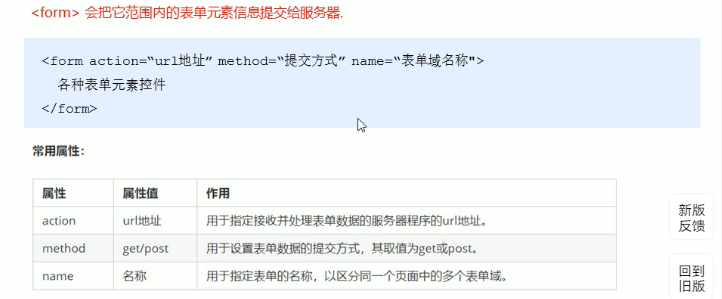 <form> 会把它范围内的表单元素信息提交给服务器.
<form action=“url地址” method=“提交方式” name=“表单域名称">
各种表单元素控件
</form>
常用属性：
属性 属性值 作用
action url地址 用于指定接收并处理表单数据的服务器程序的url地址。
method get/post 用于设置表单数据的提交方式，其取值为get或post。
name 名称 用于指定表单的名称，以区分同一个页面中的多个表单域。
新版
反馈
回到
旧版